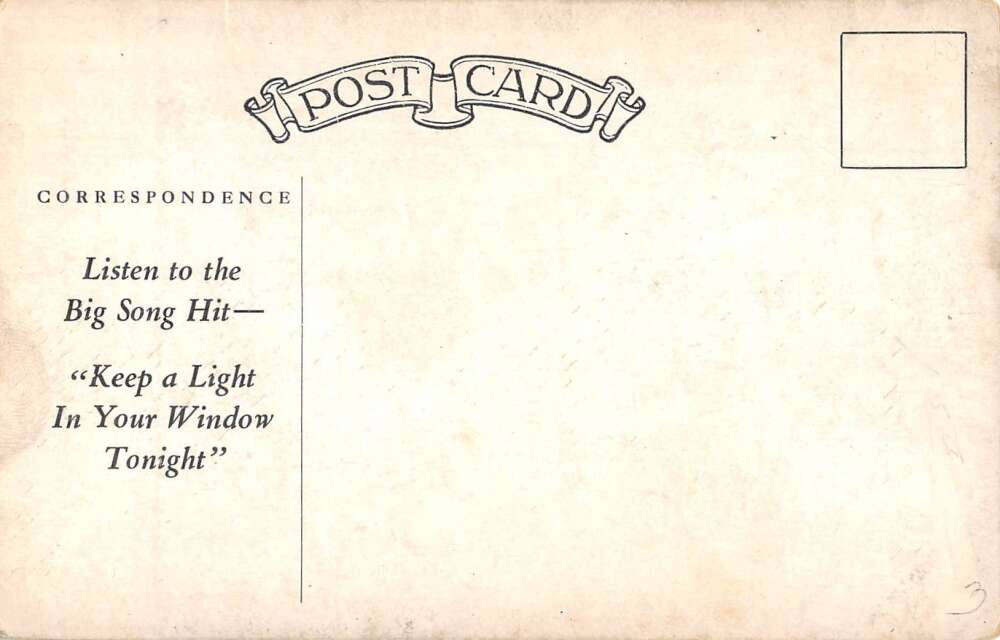 POST CARD
CORRESPONDENCE
Listen to the
Big Song Hit—
“Keep a Light
In Your Window
Tonight”
3